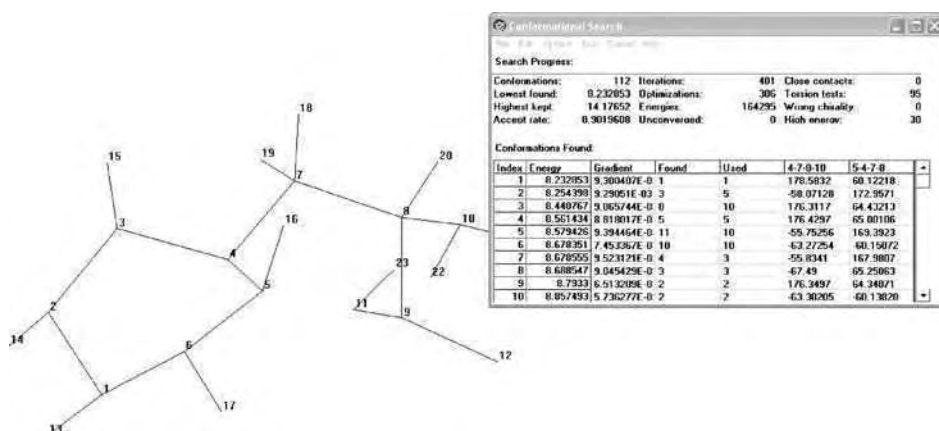 Conformational Search
Search Progress:
Conformations: 112 Iterations: 401 Close contacts: 0
Lowest found: 8.232853 Optimizations: 306 Torsion tests: 95
Highest kept: 14.17652 Energies: 164295 Wrong chirality: 0
Accept rate: 0.9019608 Unconverged: 0 High energy: 30
Conformations Found:
Index Energy Gradient Found Used 4-7-8-10 5-4-7-8
1 8.232853 1 1 178.5832 60.12218
2 8.254398 3 5 -58.07128 172.9571
3 8.440767 8 10 176.3117 64.43213
4 8.561434 5 5 176.4297 65.00106
5 8.579426 11 10 -55.75256 169.3923
6 8.678351 10 10 -63.27254 -60.15072
7 8.678555 4 3 -55.8341 167.9807
8 8.688547 3 3 -67.49 65.25063
9 8.7933 2 2 176.3497 64.34071
10 8.857493 2 2 -63.30205 -60.13820
18
15
19
20
7
16
3
8
10
4
23
22
5
2
11
9
14
6
12
1
17
13